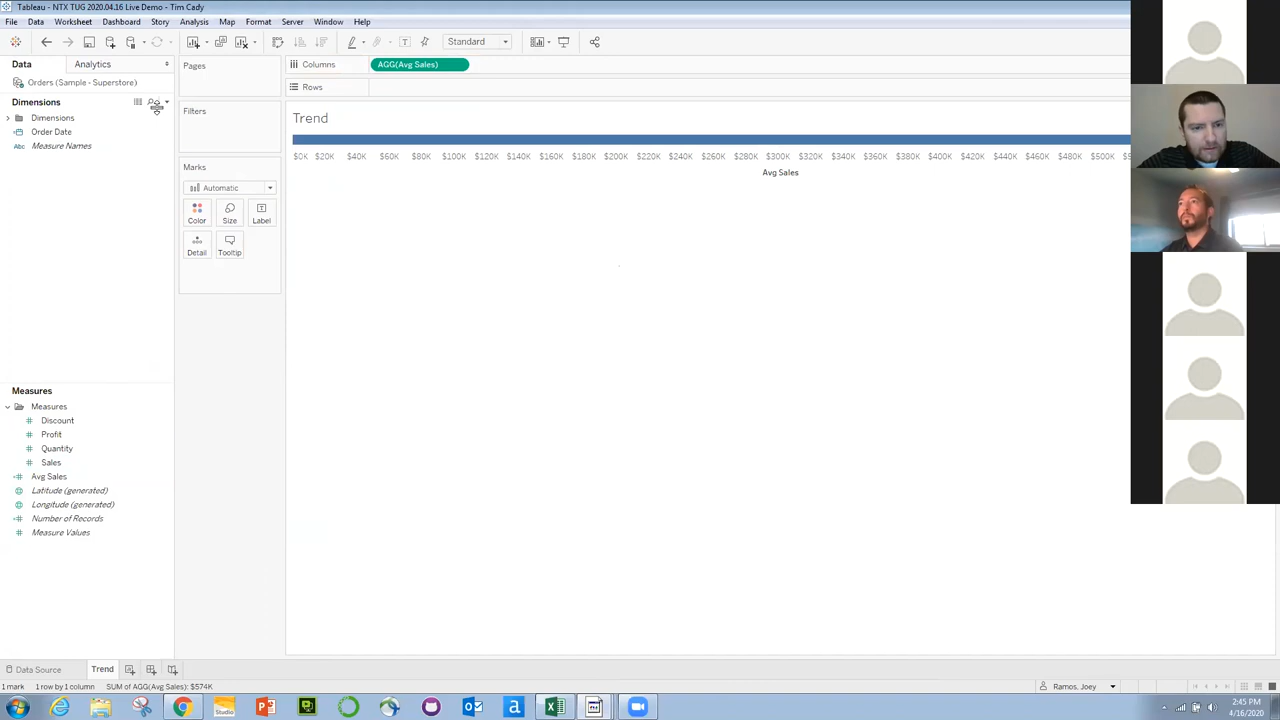 Tableau - NTX TUG 2020.04.16 Live Demo - Tim Cady
File Data Worksheet Dashboard Story Analysis Map Format Server Window Help
Standard
Data Analytics
Pages
Columns AGG(Avg Sales)
Orders (Sample - Superstore)
Rows
Dimensions
Filters
Dimensions
Trend
Order Date
Measure Names
$0K $20K $40K $60K $80K $100K $120K $140K $160K $180K $200K $220K $240K $260K $280K $300K $320K $340K $360K $380K $400K $420K $440K $460K $480K $500K
Avg Sales
Marks
Automatic
Color Size Label
Detail Tooltip
Measures
Measures
Discount
Profit
Quantity
Sales
Avg Sales
Latitude (generated)
Longitude (generated)
Number of Records
Measure Values
Data Source Trend
1 mark 1 row by 1 column SUM of AGG(Avg Sales): $574K
Ramos, Joey
Studio
2:45 PM
4/16/2020